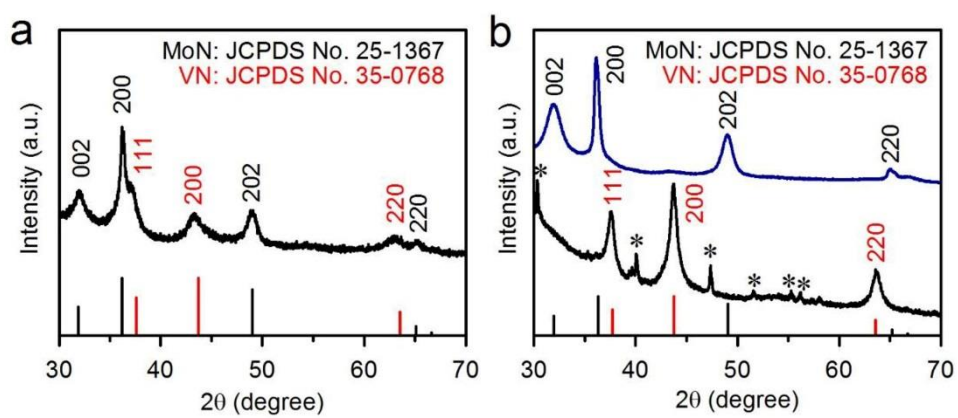 a
MoN: JCPDS No. 25-1367
VN: JCPDS No. 35-0768
002
200
111
200
202
220
220
Intensity (a.u.)
30 40 50 60 70
2θ (degree)
b
MoN: JCPDS No. 25-1367
VN: JCPDS No. 35-0768
002
200
202
220
*
111
*
200
*
*
*
*
220
Intensity (a.u.)
30 40 50 60 70
2θ (degree)